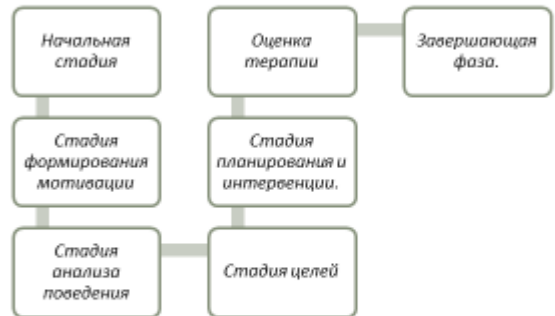 Начальная
стадия
Стадия
формирования
мотивации
Стадия
анализа
поведения
Стадия целей
Стадия
планирования и
интервенции.
Оценка
терапии
Завершающая
фаза.